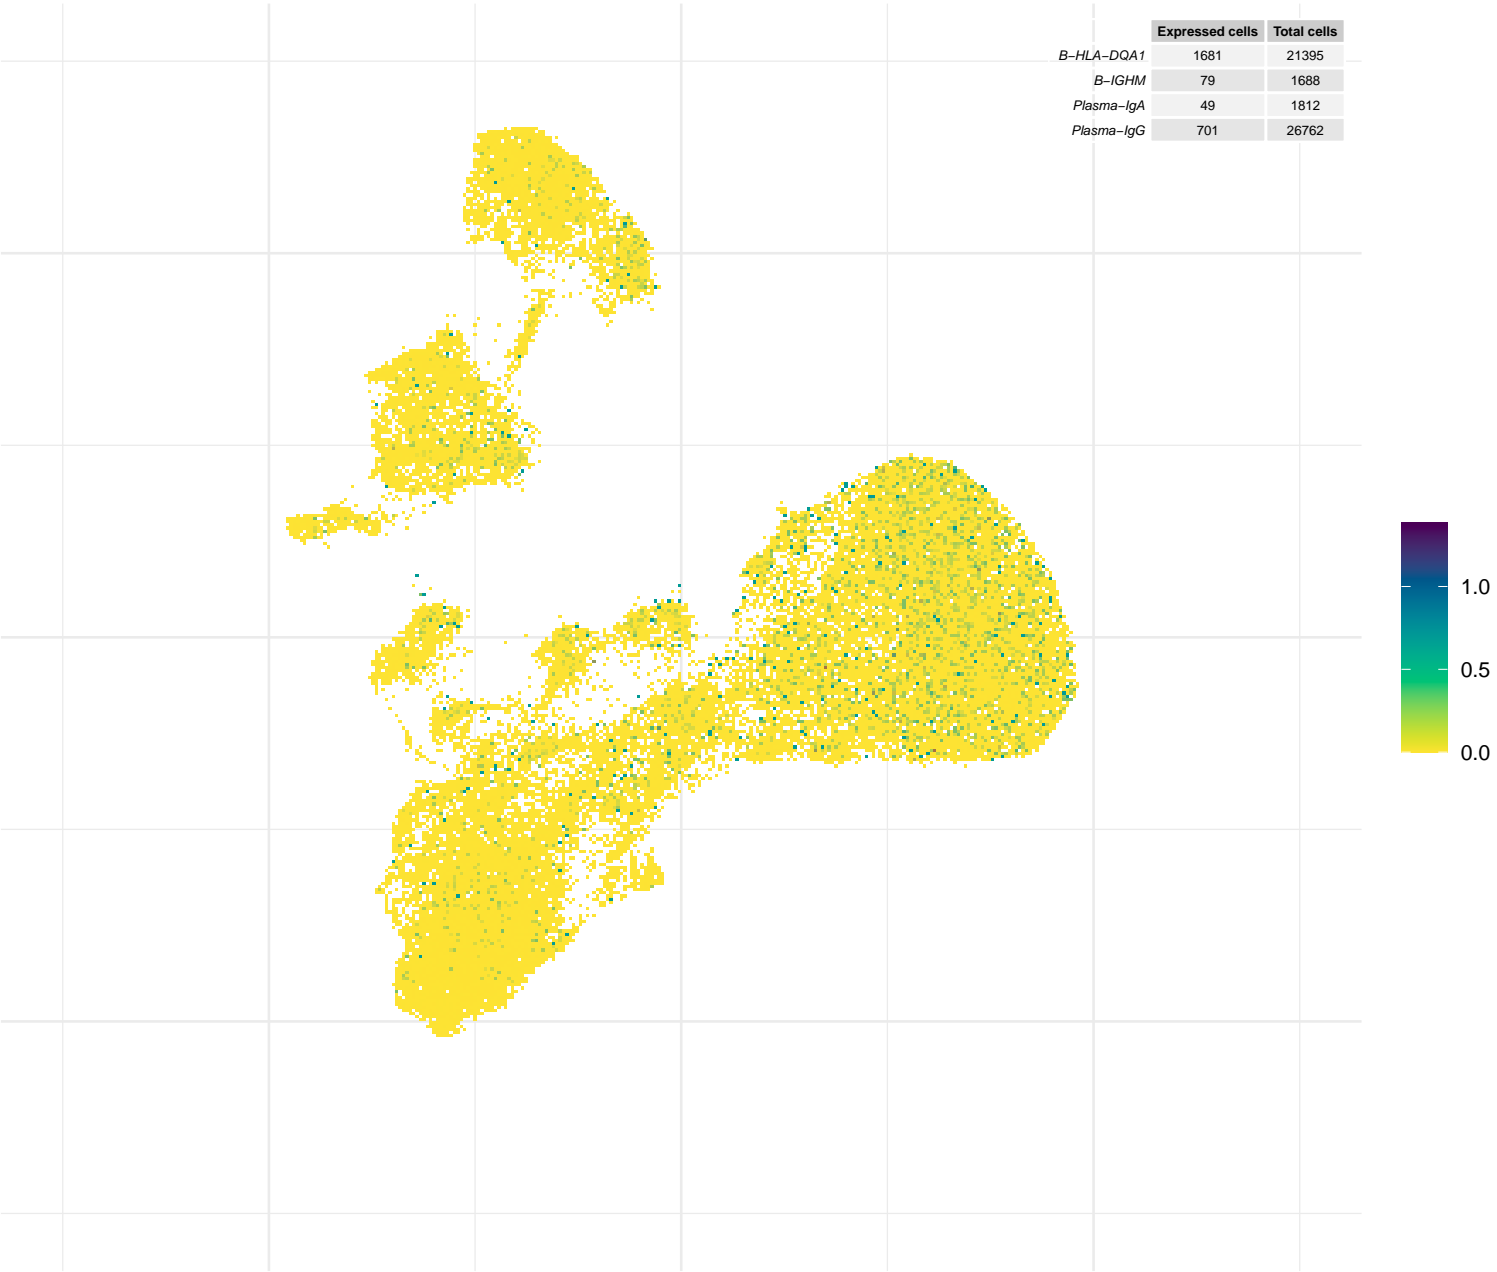 Expressed cells Total cells
B−HLA−DQA1 1681 21395
B−IGHM 79 1688
Plasma−IgA 49 1812
Plasma−IgG 701 26762
1.0
0.5
0.0